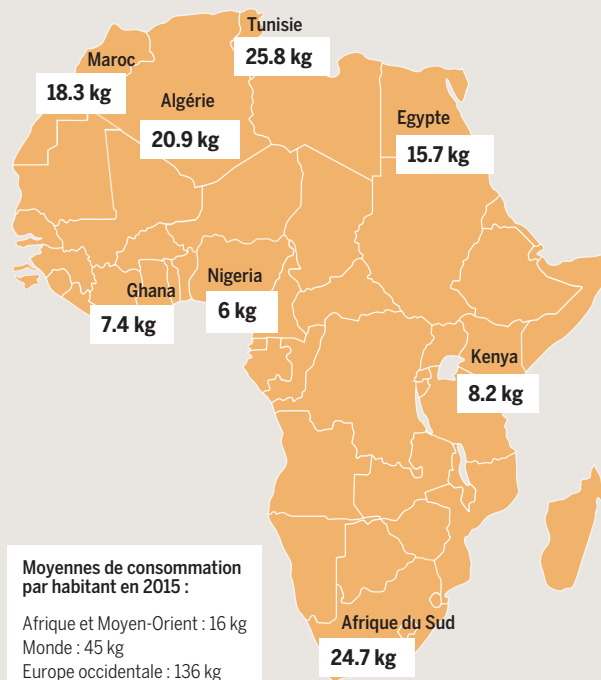 Tunisie
25.8 kg
Maroc
18.3 kg
Algérie
20.9 kg
Egypte
15.7 kg
Nigeria
6 kg
Ghana
7.4 kg
Kenya
8.2 kg
Afrique du Sud
24.7 kg
Moyennes de consommation
par habitant en 2015 :
Afrique et Moyen-Orient : 16 kg
Monde : 45 kg
Europe occidentale : 136 kg